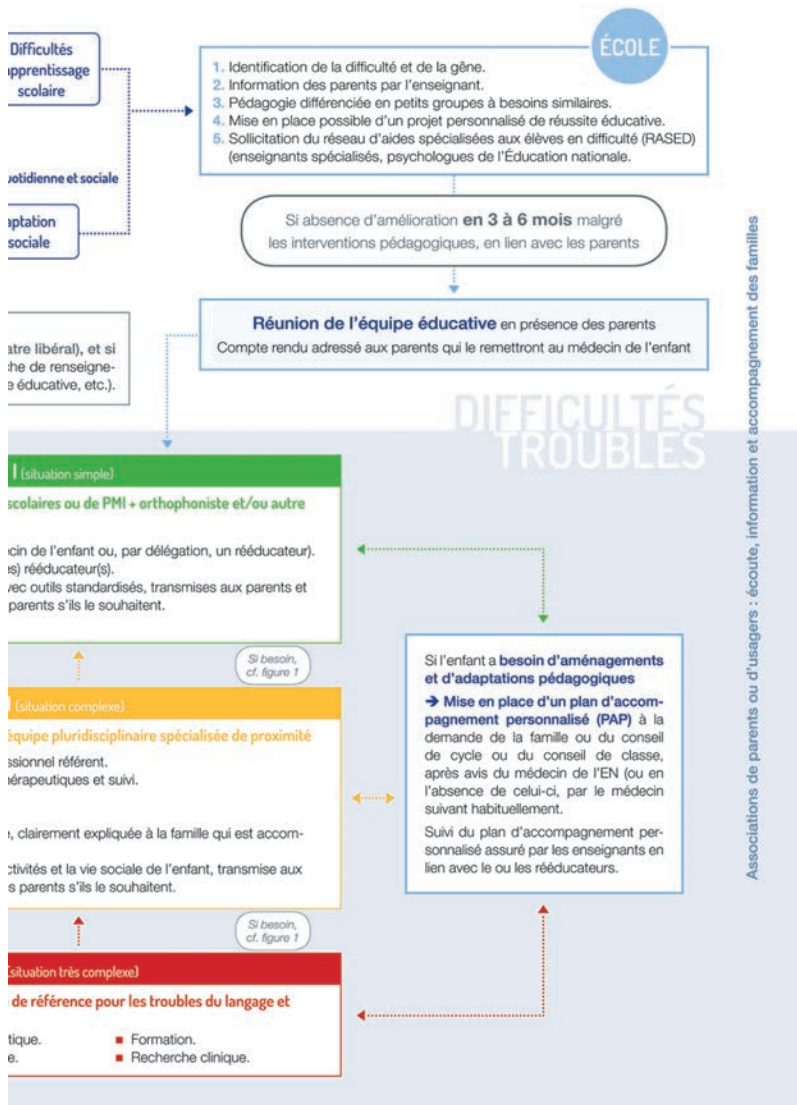 Difficultés
apprentissage
scolaire
quotidienne et sociale
aptation
sociale
ÉCOLE
1. Identification de la difficulté et de la gêne.
2. Information des parents par l'enseignant.
3. Pédagogie différenciée en petits groupes à besoins similaires.
4. Mise en place possible d'un projet personnalisé de réussite éducative.
5. Sollicitation du réseau d'aides spécialisées aux élèves en difficulté (RASED)
(enseignants spécialisés, psychologues de l'Éducation nationale.
Si absence d'amélioration en 3 à 6 mois malgré
les interventions pédagogiques, en lien avec les parents
Réunion de l'équipe éducative en présence des parents
Compte rendu adressé aux parents qui le remettront au médecin de l'enfant
atre libéral), et si
che de renseigne-
e éducative, etc.).
DIFFICULTÉS
TROUBLES
I (situation simple)
scolaires ou de PMI + orthophoniste et/ou autre
ecin de l'enfant ou, par délégation, un rééducateur).
es) rééducateur(s).
vec outils standardisés, transmises aux parents et
parents s'ils le souhaitent.
Si besoin,
cf. figure 1
(situation complexe)
équipe pluridisciplinaire spécialisée de proximité
ssionnel référent.
hérapeutiques et suivi.
e, clairement expliquée à la famille qui est accom-
ctivités et la vie sociale de l'enfant, transmise aux
s parents s'ils le souhaitent.
Si besoin,
cf. figure 1
(situation très complexe)
de référence pour les troubles du langage et
tique.
e.
■ Formation.
■ Recherche clinique.
Si l'enfant a besoin d'aménagements
et d'adaptations pédagogiques
→ Mise en place d'un plan d'accom-
pagnement personnalisé (PAP) à la
demande de la famille ou du conseil
de cycle ou du conseil de classe,
après avis du médecin de l'EN (ou en
l'absence de celui-ci, par le médecin
suivant habituellement.
Suivi du plan d'accompagnement per-
sonnalisé assuré par les enseignants en
lien avec le ou les rééducateurs.
Associations de parents ou d'usagers : écoute, information et accompagnement des familles